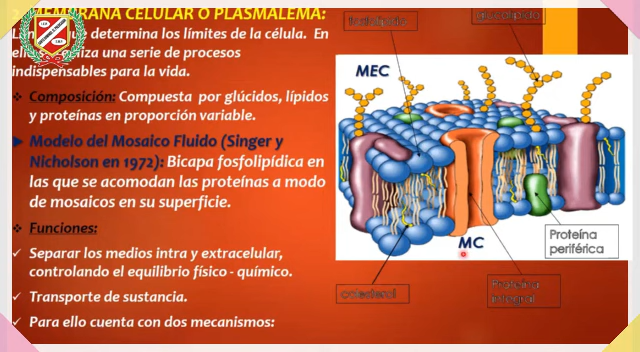 MEMBRANA CELULAR O PLASMALEMA:
determina los límites de la célula. En
una serie de procesos
indispensables para la vida.
Composición: Compuesta por glúcidos, lípidos
y proteínas en proporción variable.
Modelo del Mosaico Fluido (Singer y
Nicholson en 1972): Bicapa fosfolipídica en
las que se acomodan las proteínas a modo
de mosaicos en su superficie.
Funciones:
Separar los medios intra y extracelular,
controlando el equilibrio físico - químico.
Transporte de sustancia.
Para ello cuenta con dos mecanismos:
fosfolípido
MEC
MC
Proteína
periférica
colesterol
Proteína
integral